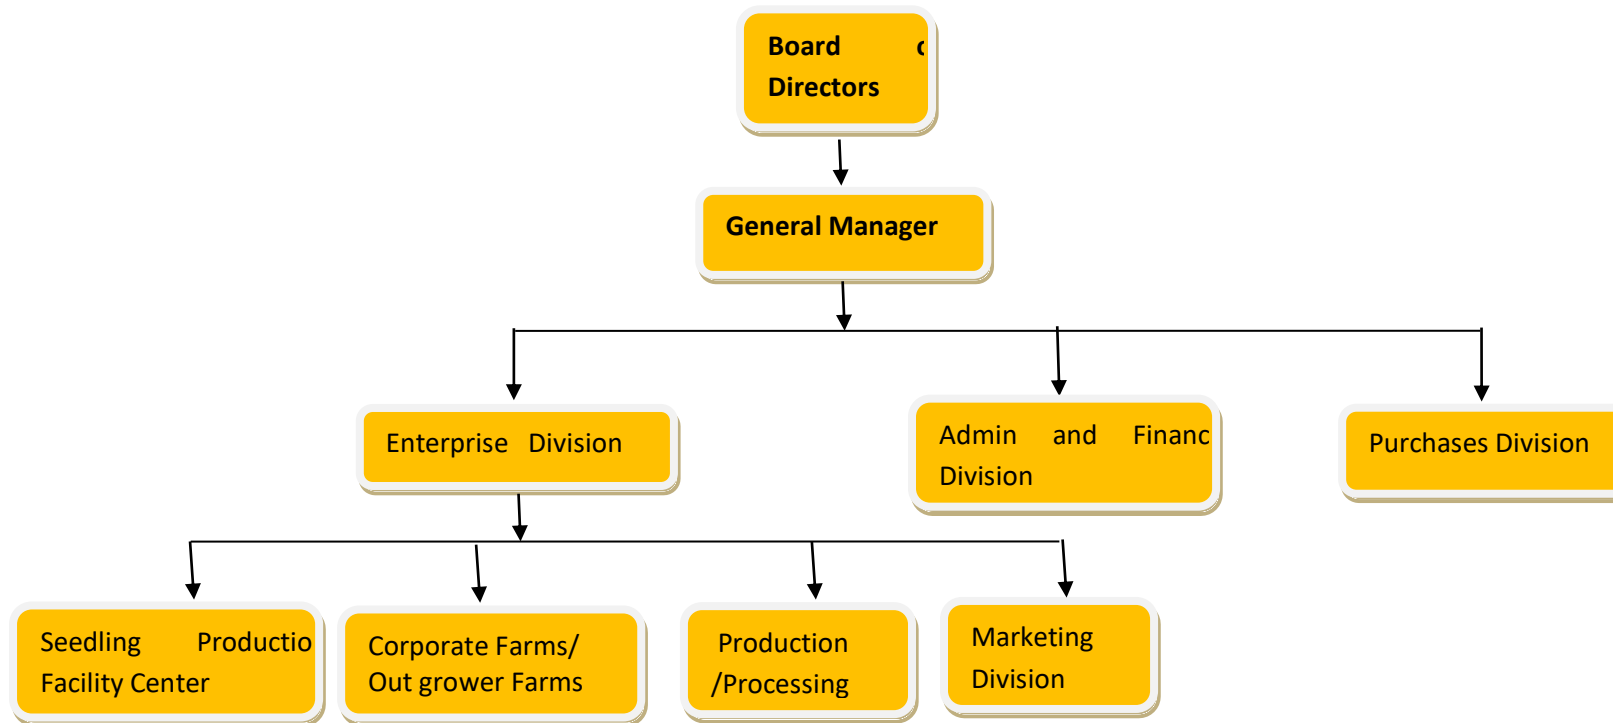 Board o
Directors
General Manager
Enterprise Division
Admin and Financ
Division
Purchases Division
Seedling Productio
Facility Center
Corporate Farms/
Out grower Farms
Production
/Processing
Marketing
Division